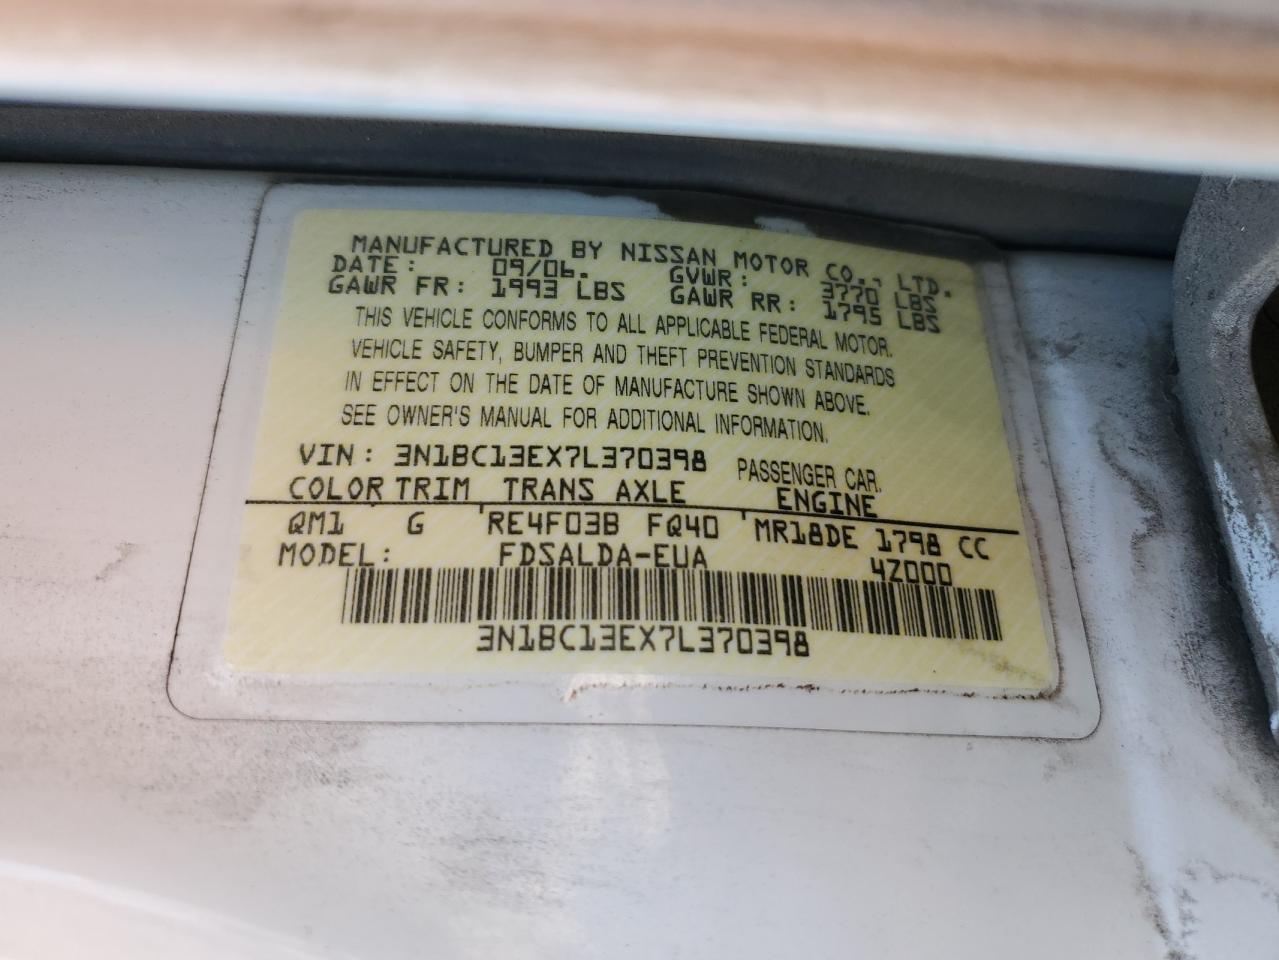 MANUFACTURED BY NISSAN MOTOR CO., LTD.
DATE: 09/06. GVWR: 3770 LBS
GAWR FR: 1993 LBS GAWR RR: 1795 LBS
THIS VEHICLE CONFORMS TO ALL APPLICABLE FEDERAL MOTOR.
VEHICLE SAFETY, BUMPER AND THEFT PREVENTION STANDARDS
IN EFFECT ON THE DATE OF MANUFACTURE SHOWN ABOVE.
SEE OWNER'S MANUAL FOR ADDITIONAL INFORMATION.
VIN: 3N1BC13EX7L370398 PASSENGER CAR.
COLOR TRIM TRANS AXLE ENGINE
QM1 G RE4F03B FQ40 MR18DE 1798 CC
MODEL: FDSALDA-EUA 4Z000
3N1BC13EX7L370398